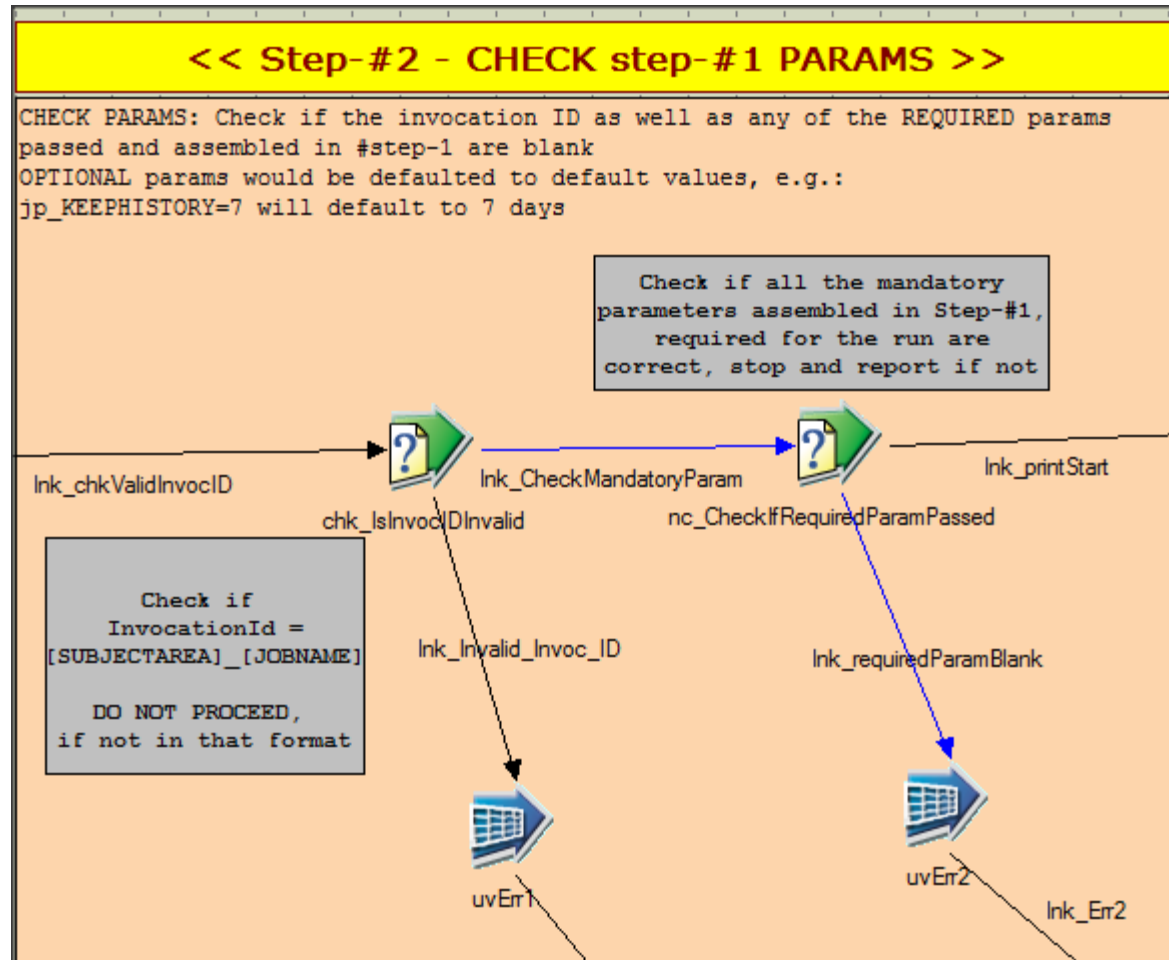 << Step-#2 - CHECK step-#1 PARAMS >>
CHECK PARAMS: Check if the invocation ID as well as any of the REQUIRED params
passed and assembled in #step-1 are blank
OPTIONAL params would be defaulted to default values, e.g.:
jp_KEEPHISTORY=7 will default to 7 days
Check if all the mandatory
parameters assembled in Step-#1,
required for the run are
correct, stop and report if not
lnk_chkValidInvocID
lnk_CheckMandatoryParam
lnk_printStart
chk_IsInvocIDInvalid
nc_CheckIfRequiredParamPassed
Check if
InvocationId =
[SUBJECTAREA]_[JOBNAME]
DO NOT PROCEED,
if not in that format
lnk_Invalid_Invoc_ID
lnk_requiredParamBlank
uvErr1
uvErr2
lnk_Err2